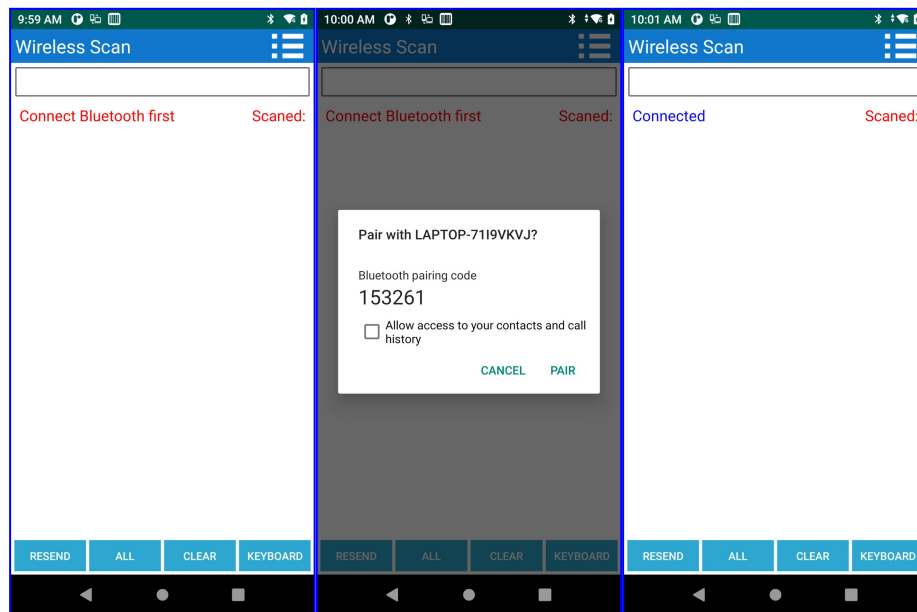 9:59 AM
Wireless Scan
Connect Bluetooth first
Scaned:
RESEND
ALL
CLEAR
KEYBOARD
10:00 AM
Wireless Scan
Connect Bluetooth first
Scaned:
Pair with LAPTOP-71I9VKVJ?
Bluetooth pairing code
153261
Allow access to your contacts and call
history
CANCEL
PAIR
RESEND
ALL
CLEAR
KEYBOARD
10:01 AM
Wireless Scan
Connected
Scaned:
RESEND
ALL
CLEAR
KEYBOARD